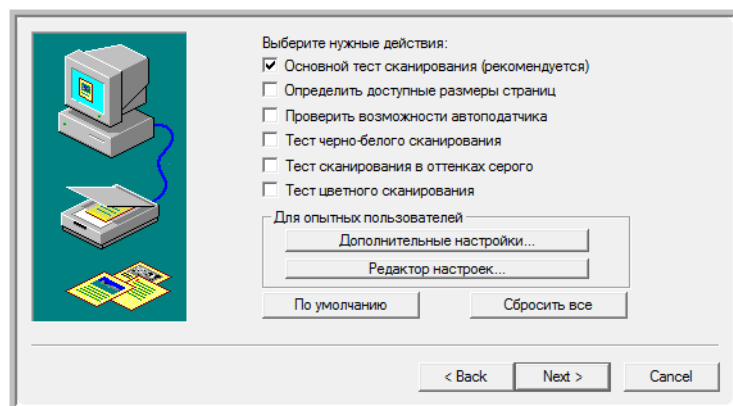 Выберите нужные действия:
Основной тест сканирования (рекомендуется)
Определить доступные размеры страниц
Проверить возможности автоподатчика
Тест черно-белого сканирования
Тест сканирования в оттенках серого
Тест цветного сканирования
Для опытных пользователей
Дополнительные настройки...
Редактор настроек...
По умолчанию
Сбросить все
< Back
Next >
Cancel